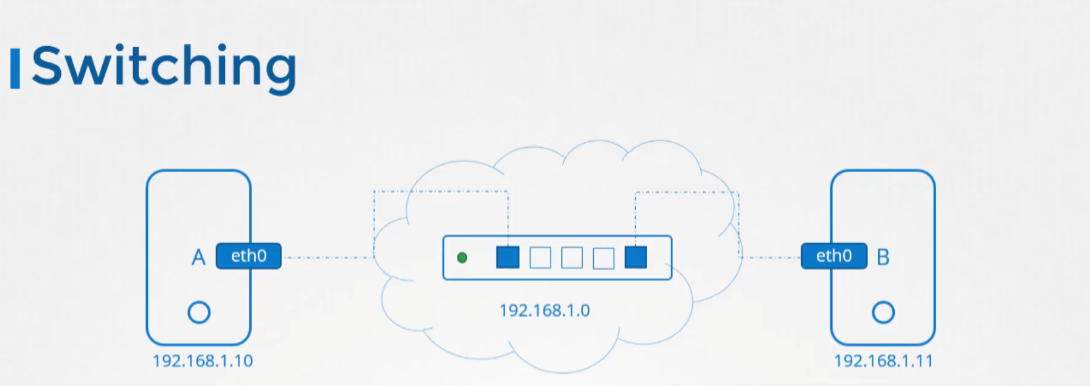 Switching
A eth0
eth0 B
192.168.1.0
192.168.1.10
192.168.1.11